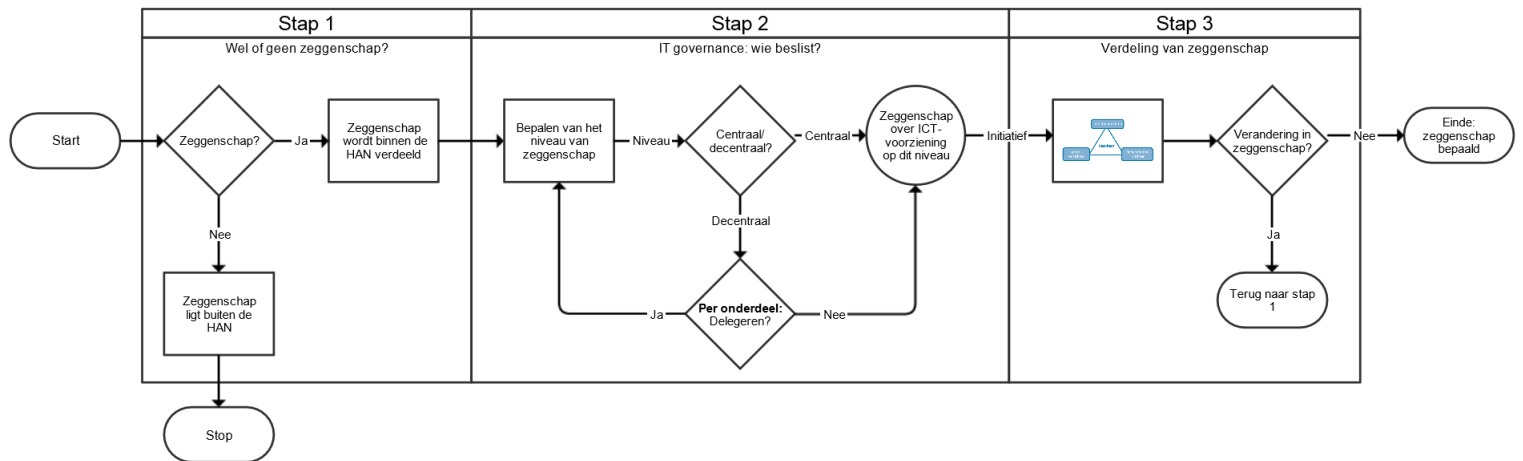 Stap 1
Stap 2
Stap 3
Wel of geen zeggenschap?
IT governance: wie beslist?
Verdeling van zeggenschap
Start
Zeggenschap?
Ja
Zeggenschap
wordt binnen de
HAN verdeeld
Nee
Zeggenschap
ligt buiten de
HAN
Stop
Bepalen van het
niveau van
zeggenschap
Niveau
Centraal/
decentraal?
Centraal
Zeggenschap
over ICT-
voorziening
op dit niveau
Decentraal
Per onderdeel:
Delegeren?
Ja
Nee
Initiatief
Verandering in
zeggenschap?
Nee
Einde:
zeggenschap
bepaald
Ja
Terug naar stap
1